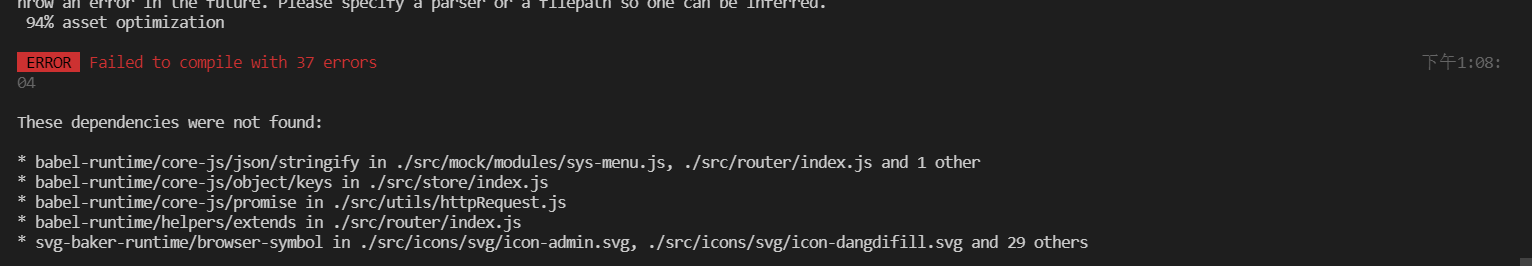 hrow an error in the future. Please specify a parser or a filepath so one can be inferred.
94% asset optimization
ERROR Failed to compile with 37 errors 下午1:08:
04
These dependencies were not found:
* babel-runtime/core-js/json/stringify in ./src/mock/modules/sys-menu.js, ./src/router/index.js and 1 other
* babel-runtime/core-js/object/keys in ./src/store/index.js
* babel-runtime/core-js/promise in ./src/utils/httpRequest.js
* babel-runtime/helpers/extends in ./src/router/index.js
* svg-baker-runtime/browser-symbol in ./src/icons/svg/icon-admin.svg, ./src/icons/svg/icon-dangdifill.svg and 29 others